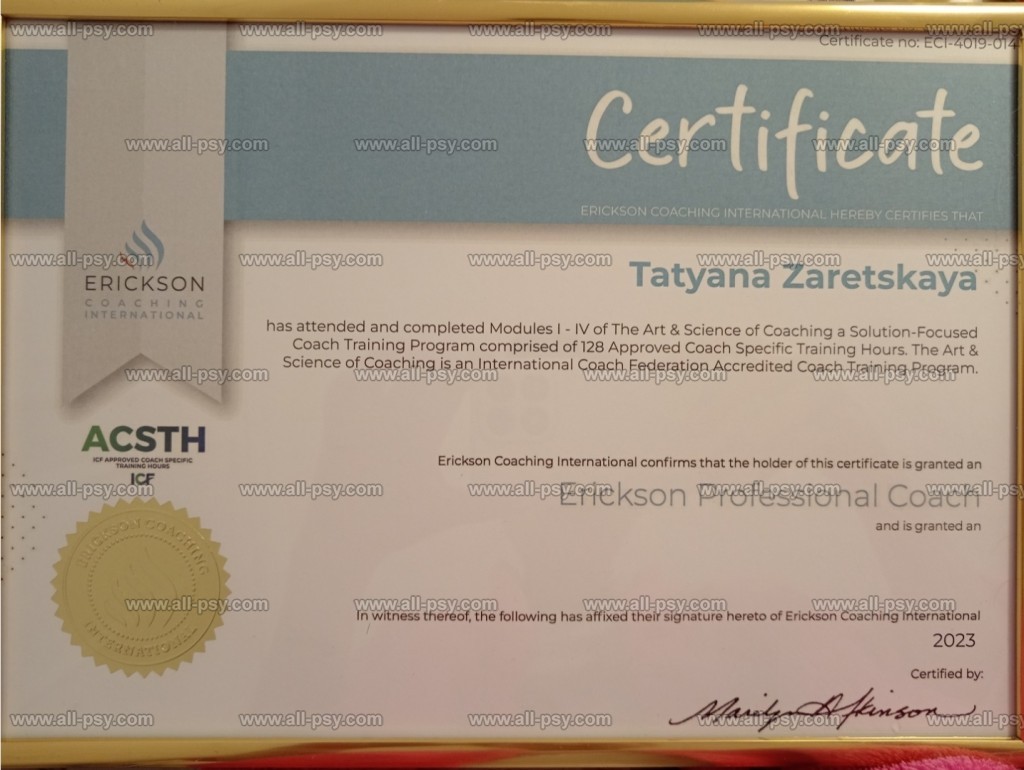 Certificate no. ECI-4019-014
Certificate
ERICKSON COACHING INTERNATIONAL HEREBY CERTIFIES THAT
ERICKSON
COACHING
INTERNATIONAL
Tatyana Zaretskaya
has attended and completed Modules I - IV of The Art & Science of Coaching a Solution-Focused
Coach Training Program comprised of 128 Approved Coach Specific Training Hours. The Art &
Science of Coaching is an International Coach Federation Accredited Coach Training Program.
ACSTH
ICF APPROVED COACH SPECIFIC
TRAINING HOURS
ICF
Erickson Coaching International confirms that the holder of this certificate is granted an
Erickson Professional Coach
and is granted an
ERICKSON COACHING
INTERNATIONAL
In witness thereof, the following has affixed their signature hereto of Erickson Coaching International
2023
Certified by:
Marilyn Atkinson
www.all-psy.com